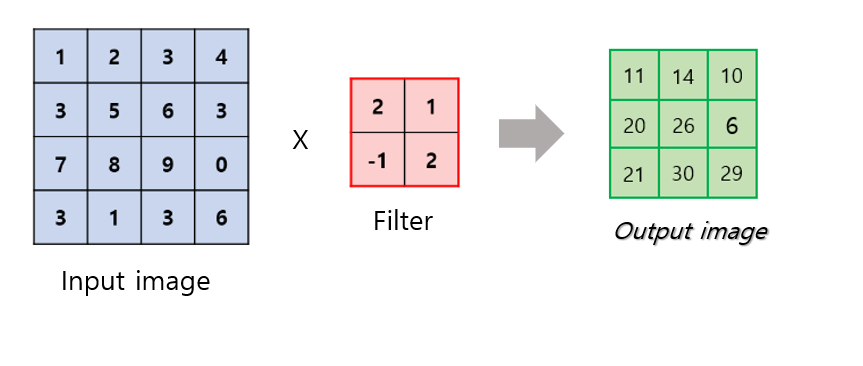 1 2 3 4
3 5 6 3
7 8 9 0
3 1 3 6
Input image
X
2 1
-1 2
Filter
11 14 10
20 26 6
21 30 29
Output image